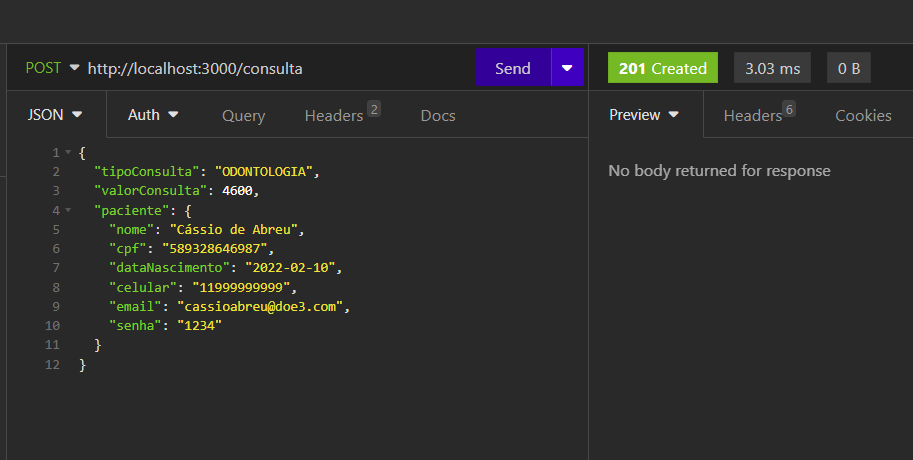 POST http://localhost:3000/consulta Send 201 Created 3.03 ms 0 B
JSON Auth Query Headers 2 Docs Preview Headers 6 Cookies
1 {
2 "tipoConsulta": "ODONTOLOGIA",
3 "valorConsulta": 4600,
4 "paciente": {
5 "nome": "Cássio de Abreu",
6 "cpf": "589328646987",
7 "dataNascimento": "2022-02-10",
8 "celular": "11999999999",
9 "email": "cassioabreu@doe3.com",
10 "senha": "1234"
11 }
12 }
No body returned for response